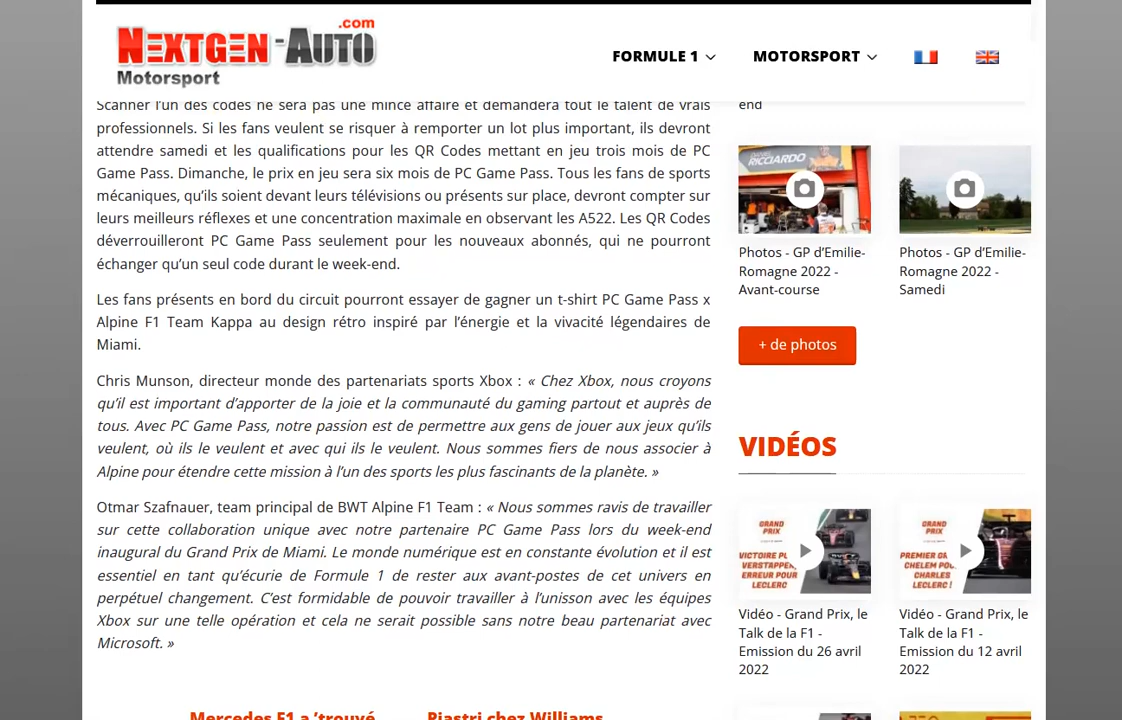 NEXTGEN-AUTO.com
Motorsport
FORMULE 1
MOTORSPORT
Scanner l’un des codes ne sera pas une mince affaire et demandera tout le talent de vrais
professionnels. Si les fans veulent se risquer à remporter un lot plus important, ils devront
attendre samedi et les qualifications pour les QR Codes mettant en jeu trois mois de PC
Game Pass. Dimanche, le prix en jeu sera six mois de PC Game Pass. Tous les fans de sports
mécaniques, qu’ils soient devant leurs télévisions ou présents sur place, devront compter sur
leurs meilleurs réflexes et une concentration maximale en observant les A522. Les QR Codes
déverrouilleront PC Game Pass seulement pour les nouveaux abonnés, qui ne pourront
échanger qu’un seul code durant le week-end.
Les fans présents en bord du circuit pourront essayer de gagner un t-shirt PC Game Pass x
Alpine F1 Team Kappa au design rétro inspiré par l’énergie et la vivacité légendaires de
Miami.
Chris Munson, directeur monde des partenariats sports Xbox : « Chez Xbox, nous croyons
qu’il est important d’apporter de la joie et la communauté du gaming partout et auprès de
tous. Avec PC Game Pass, notre passion est de permettre aux gens de jouer aux jeux qu’ils
veulent, où ils le veulent et avec qui ils le veulent. Nous sommes fiers de nous associer à
Alpine pour étendre cette mission à l’un des sports les plus fascinants de la planète. »
Otmar Szafnauer, team principal de BWT Alpine F1 Team : « Nous sommes ravis de travailler
sur cette collaboration unique avec notre partenaire PC Game Pass lors du week-end
inaugural du Grand Prix de Miami. Le monde numérique est en constante évolution et il est
essentiel en tant qu’écurie de Formule 1 de rester aux avant-postes de cet univers en
perpétuel changement. C’est formidable de pouvoir travailler à l’unisson avec les équipes
Xbox sur une telle opération et cela ne serait possible sans notre beau partenariat avec
Microsoft. »
Mercedes F1 a ’trouvé
Piastri chez Williams
end
RICCIARDO
Photos - GP d’Emilie-
Romagne 2022 -
Avant-course
Photos - GP d’Emilie-
Romagne 2022 -
Samedi
+ de photos
VIDÉOS
GRAND
PRIX
VICTOIRE
VERSTAPPEN,
ERREUR POUR
LECLERC
Vidéo - Grand Prix, le
Talk de la F1 -
Emission du 26 avril
2022
GRAND
PRIX
PREMIER
CHELEM
CHARLES
LECLERC !
Vidéo - Grand Prix, le
Talk de la F1 -
Emission du 12 avril
2022